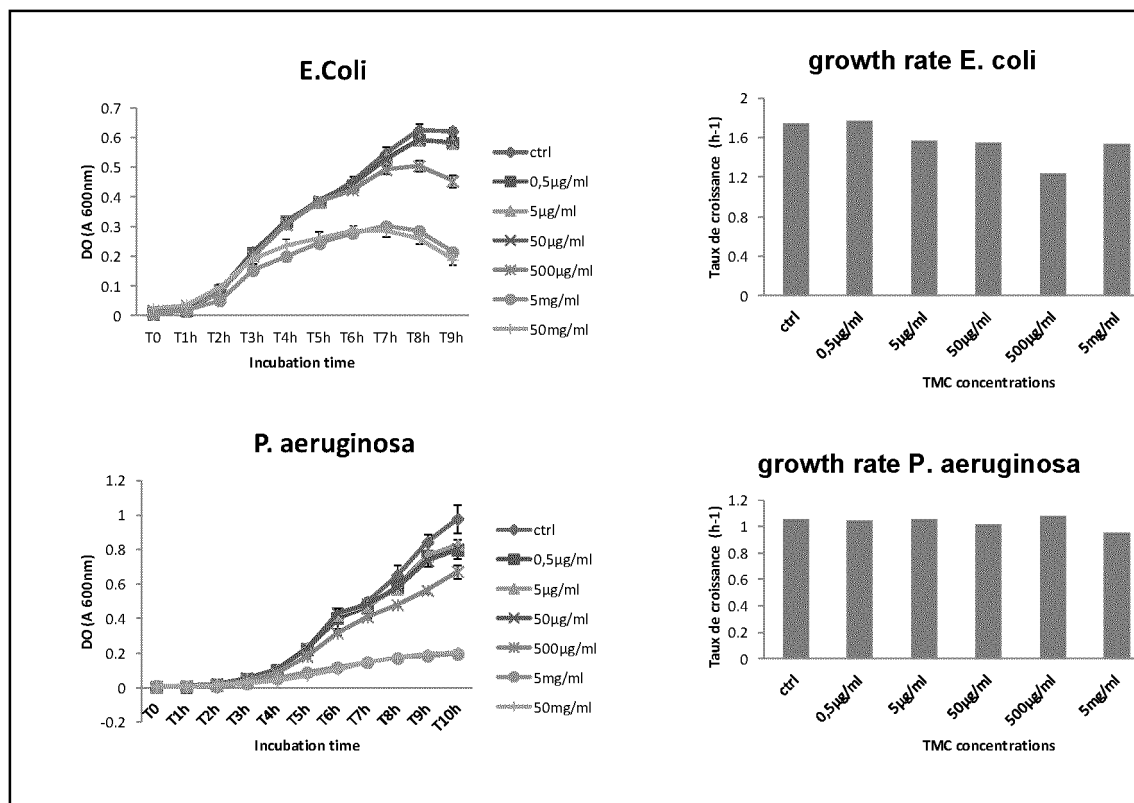 E.Coli
DO (A 600nm)
0.7
0.6
0.5
0.4
0.3
0.2
0.1
0
T0 T1h T2h T3h T4h T5h T6h T7h T8h T9h
Incubation time
ctrl
0,5µg/ml
5µg/ml
50µg/ml
500µg/ml
5mg/ml
50mg/ml
growth rate E. coli
Taux de croissance (h-1)
2
1.6
1.2
0.8
0.4
0
ctrl
0,5µg/ml
5µg/ml
50µg/ml
500µg/ml
5mg/ml
TMC concentrations
P. aeruginosa
DO (A 600nm)
1.2
1
0.8
0.6
0.4
0.2
0
-0.2
T0 T1h T2h T3h T4h T5h T6h T7h T8h T9h T10h
Incubation time
ctrl
0,5µg/ml
5µg/ml
50µg/ml
500µg/ml
5mg/ml
50mg/ml
growth rate P. aeruginosa
Taux de croissance (h-1)
1.2
1
0.8
0.6
0.4
0.2
0
ctrl
0,5µg/ml
5µg/ml
50µg/ml
500µg/ml
5mg/ml
TMC concentrations